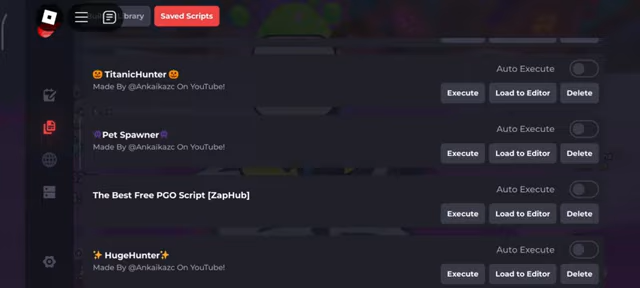 Library
Saved Scripts
🎃 TitanicHunter 🎃
Made By @Ankaikazc On YouTube!
Auto Execute
Execute
Load to Editor
Delete
🕸Pet Spawner🕸
Made By @Ankaikazc On YouTube!
Auto Execute
Execute
Load to Editor
Delete
The Best Free PGO Script [ZapHub]
Auto Execute
Execute
Load to Editor
Delete
✨ HugeHunter✨
Made By @Ankaikazc On YouTube!
Auto Execute
Execute
Load to Editor
Delete